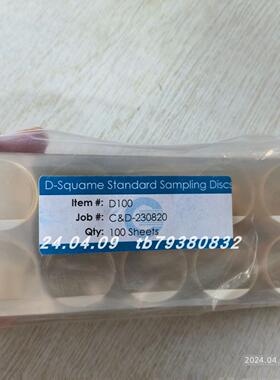 D-Squame Standard Sampling Discs
Item #: D100
Job #: C&D-230820
Qty: 100 Sheets
24.04.09 tb79380832
2024.04